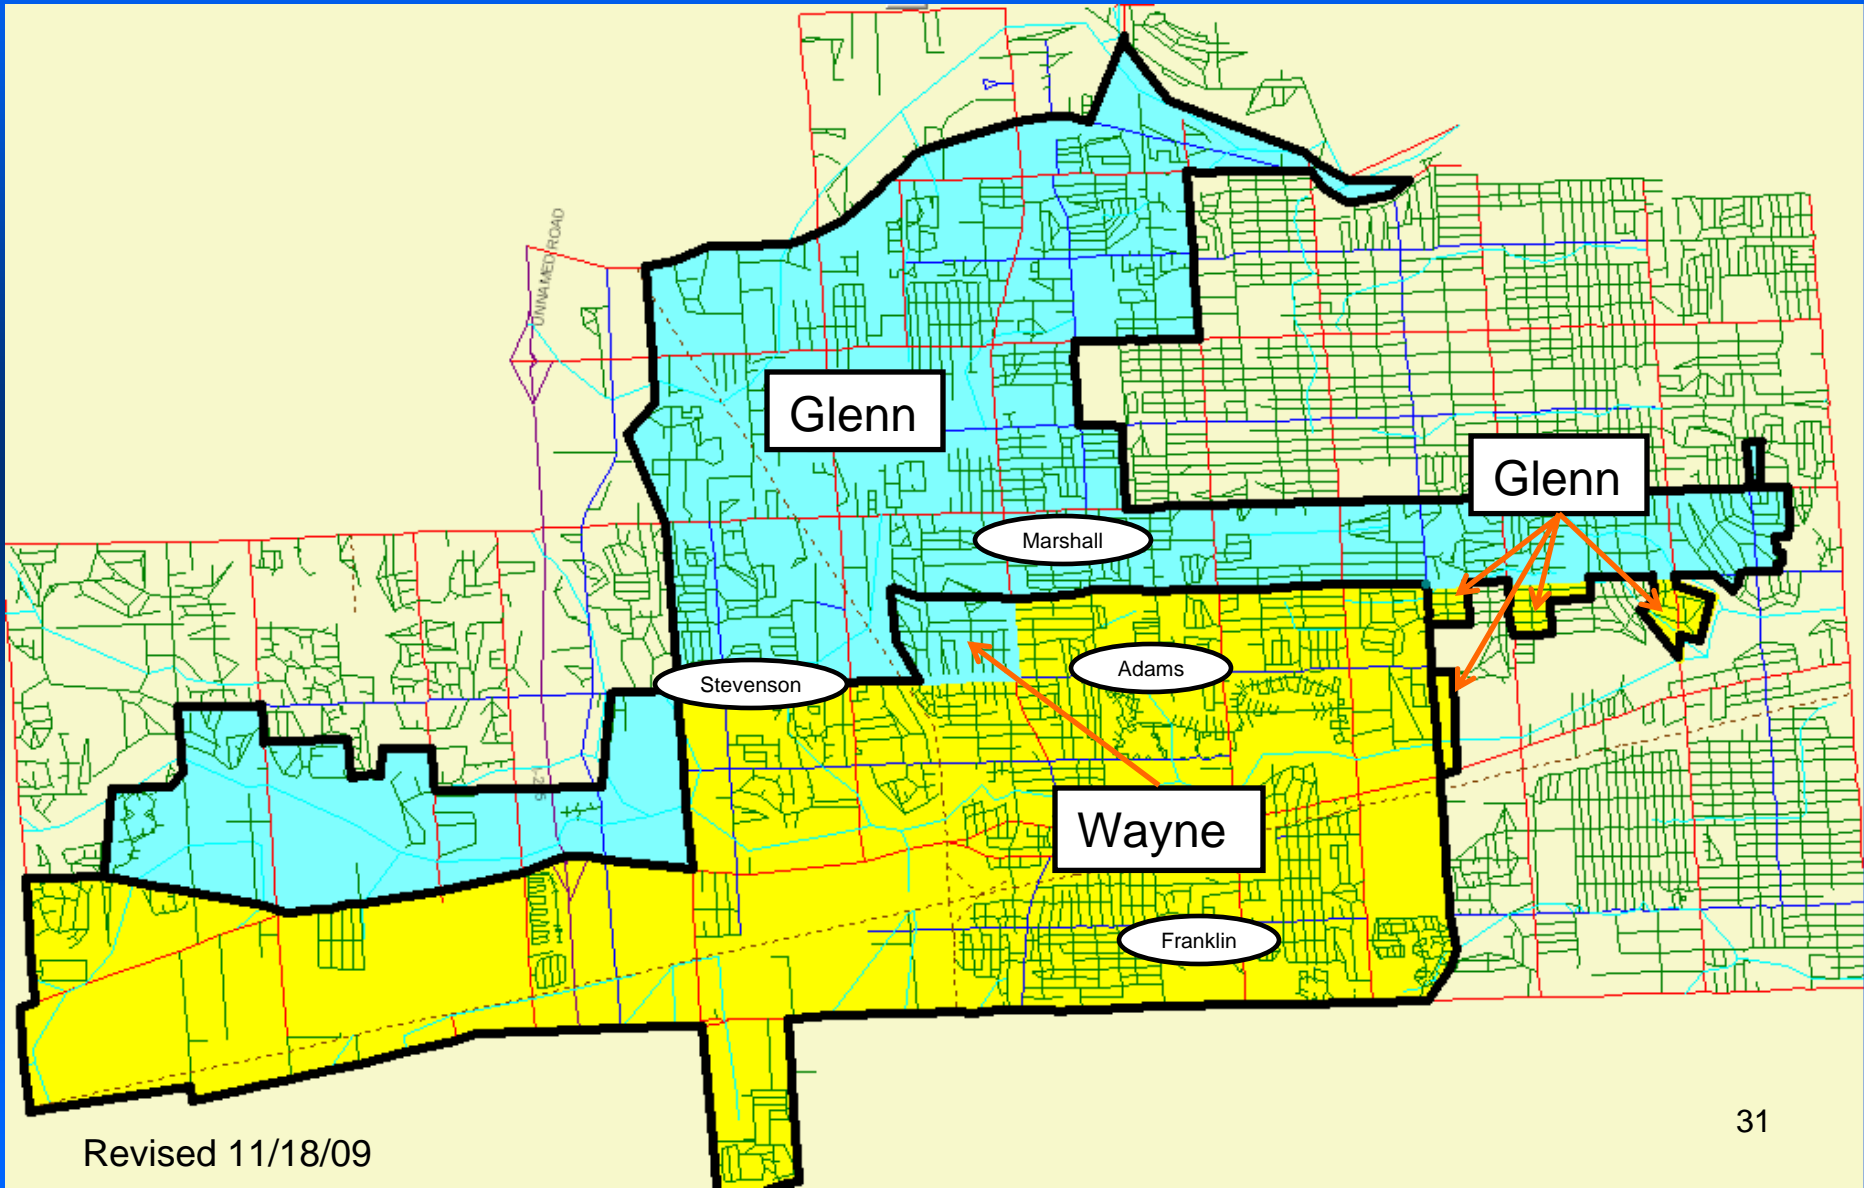 UNNAMED ROAD
Glenn
Glenn
Marshall
Stevenson
Adams
Wayne
Franklin
31
Revised 11/18/09